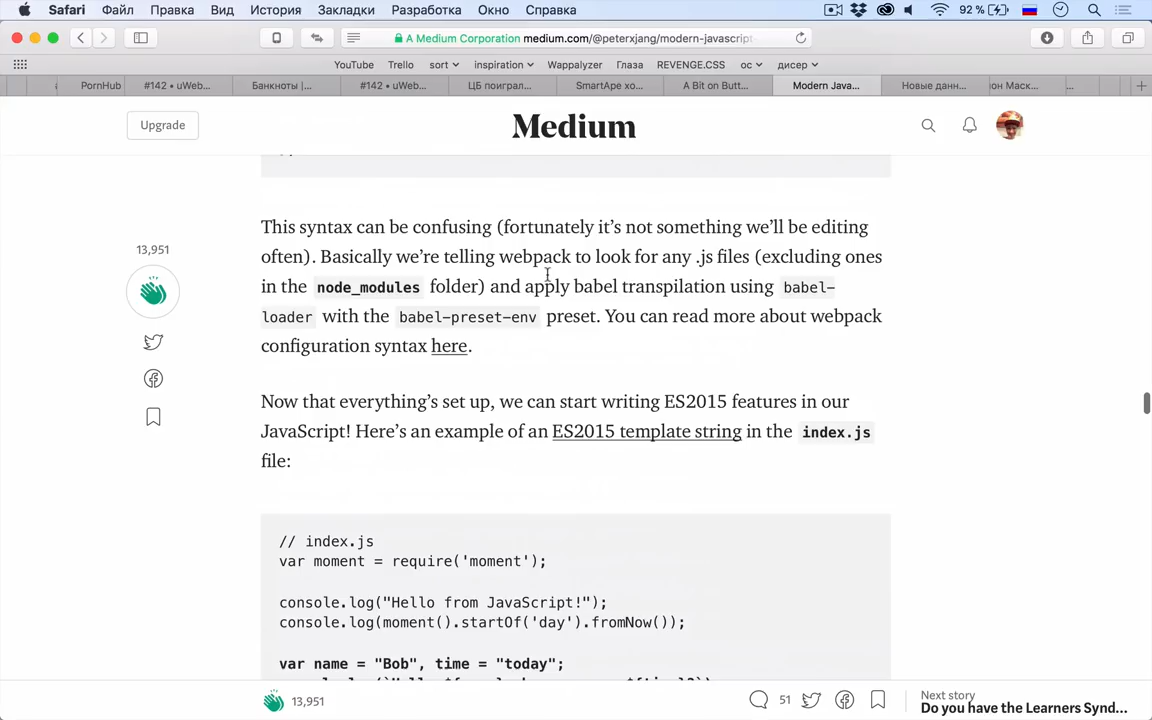 Safari Файл Правка Вид История Закладки Разработка Окно Справка 92 %
A Medium Corporation medium.com/@peterxjang/modern-javascript-
YouTube Trello sort inspiration Wappalyzer Глаза REVENGE.CSS ос дисер
PornHub #142 • uWeb... Банкноты |... #142 • uWeb... ЦБ поиграл... SmartApe хо... A Bit on Butt... Modern Java... Новые данн... он Маск...
Upgrade Medium
This syntax can be confusing (fortunately it's not something we'll be editing
often). Basically we're telling webpack to look for any .js files (excluding ones
in the node_modules folder) and apply babel transpilation using babel-
loader with the babel-preset-env preset. You can read more about webpack
configuration syntax here.
13,951
Now that everything's set up, we can start writing ES2015 features in our
JavaScript! Here's an example of an ES2015 template string in the index.js
file:
// index.js
var moment = require('moment');
console.log("Hello from JavaScript!");
console.log(moment().startOf('day').fromNow());
var name = "Bob", time = "today";
13,951 51 Next story
Do you have the Learners Synd...